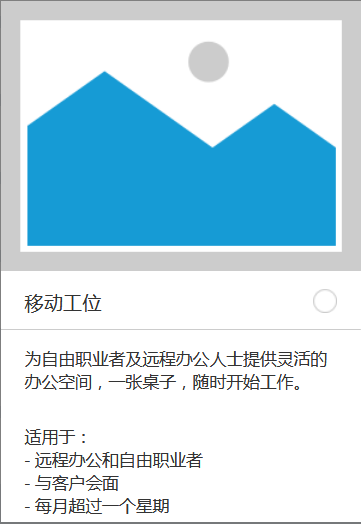 移动工位
为自由职业者及远程办公人士提供灵活的
办公空间，一张桌子，随时开始工作。
适用于：
- 远程办公和自由职业者
- 与客户会面
- 每月超过一个星期